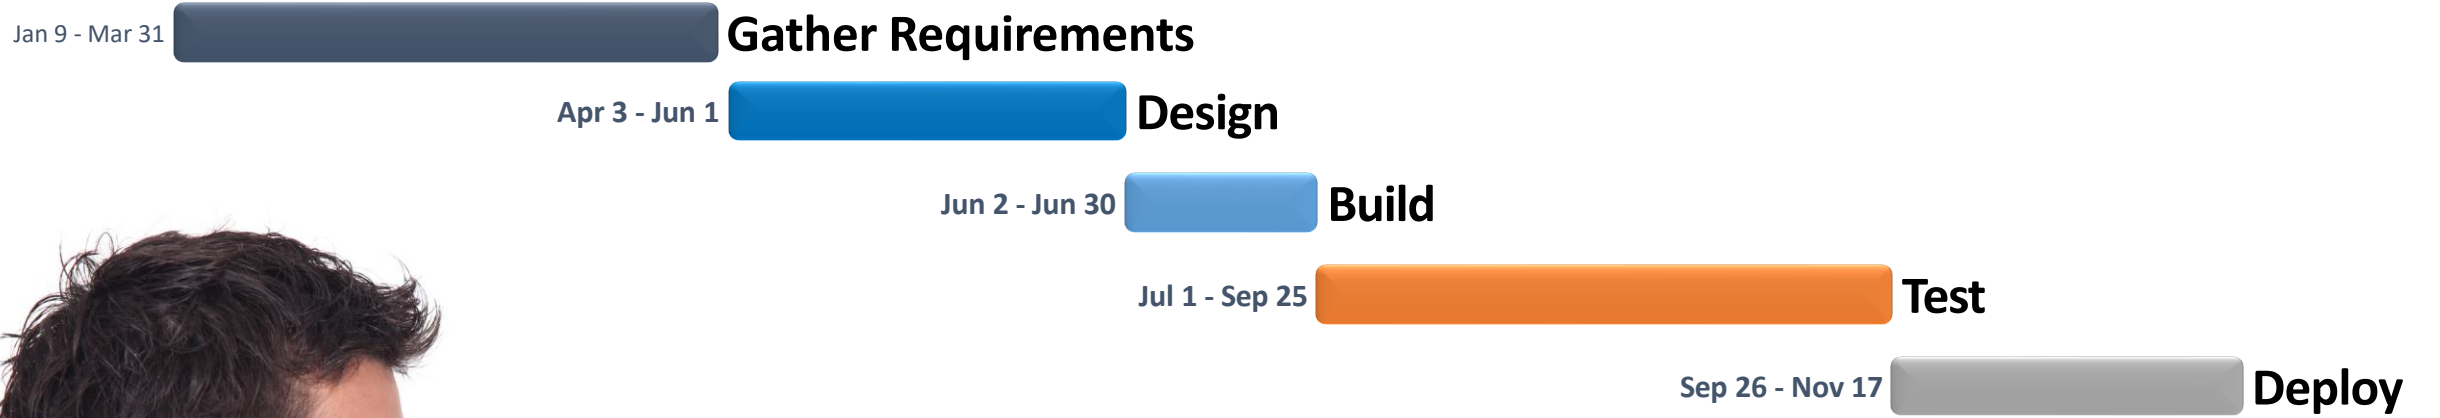 Jan 9 - Mar 31 Gather Requirements
Apr 3 - Jun 1 Design
Jun 2 - Jun 30 Build
Jul 1 - Sep 25 Test
Sep 26 - Nov 17 Deploy